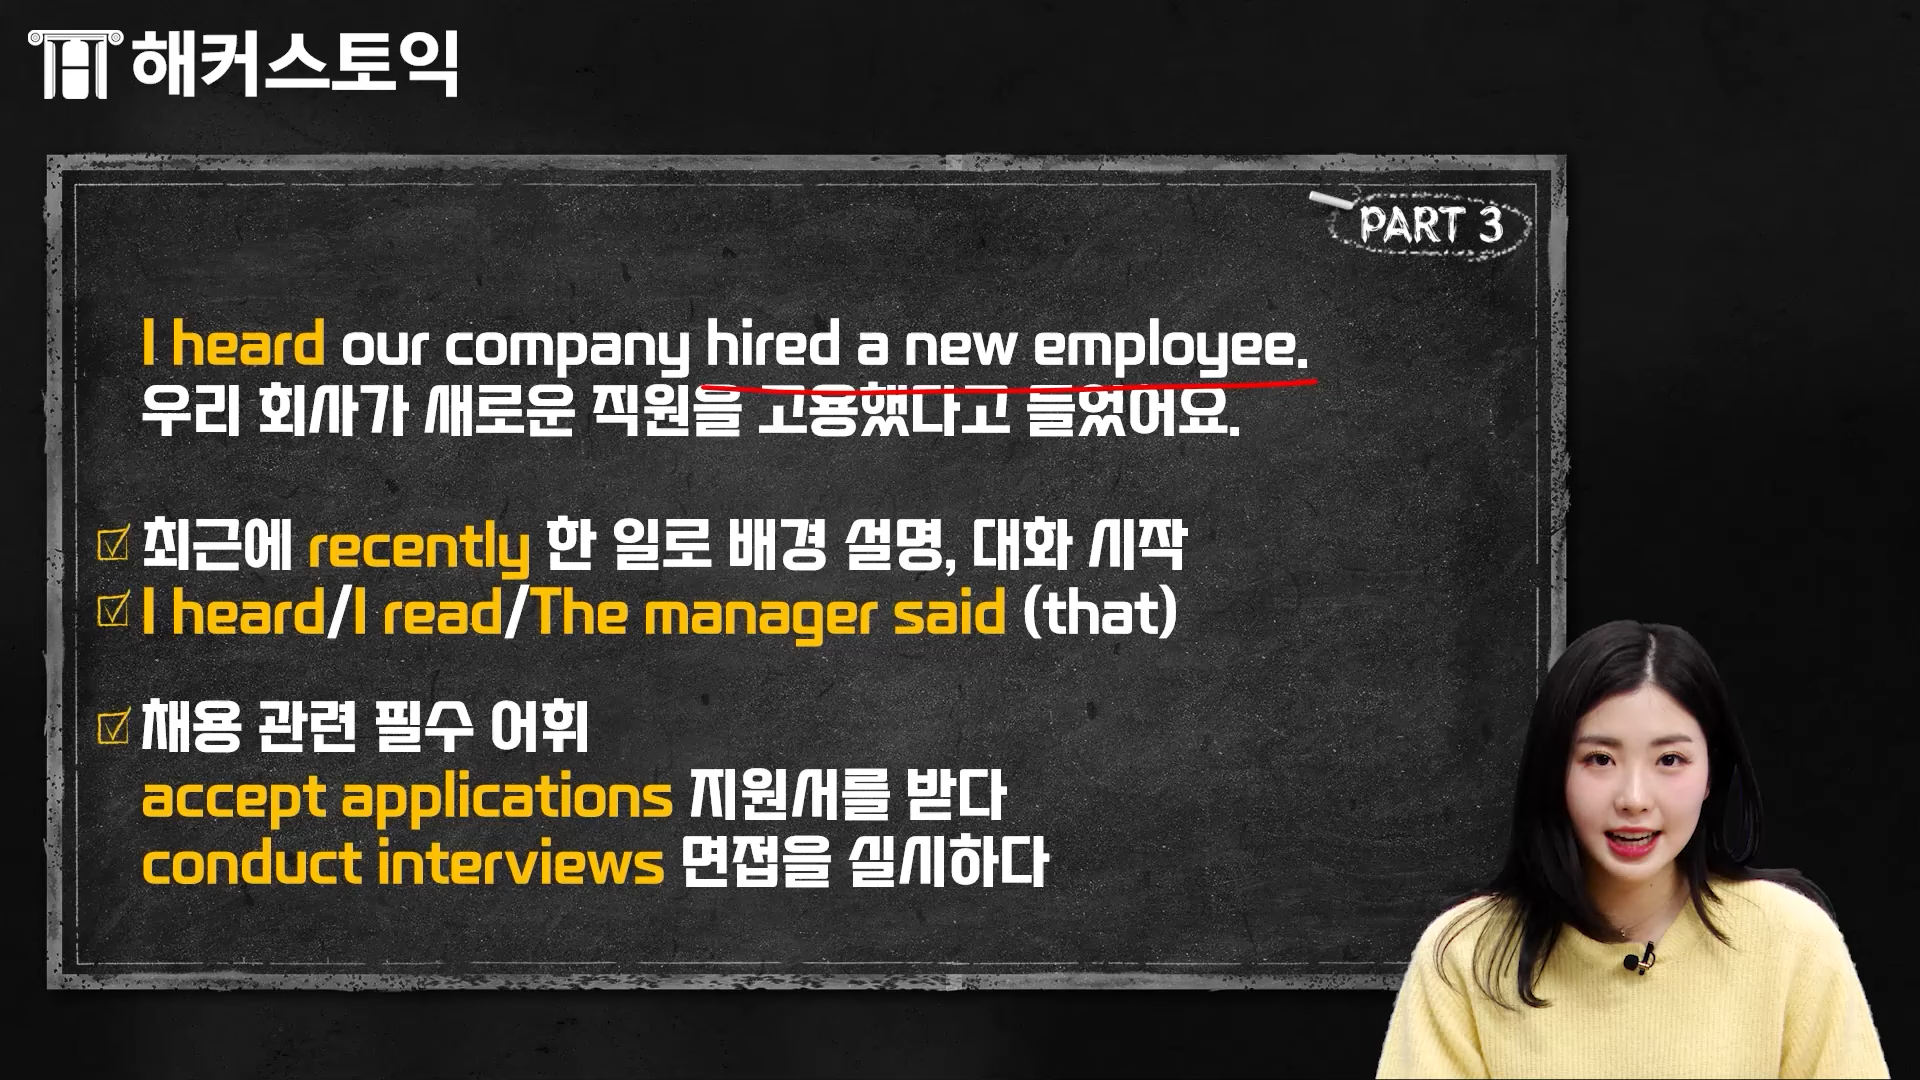 해커스토익
PART 3
I heard our company hired a new employee.
우리 회사가 새로운 직원을 고용했다고 들었어요.
최근에 recently 한 일로 배경 설명, 대화 시작
I heard/I read/The manager said (that)
채용 관련 필수 어휘
accept applications 지원서를 받다
conduct interviews 면접을 실시하다